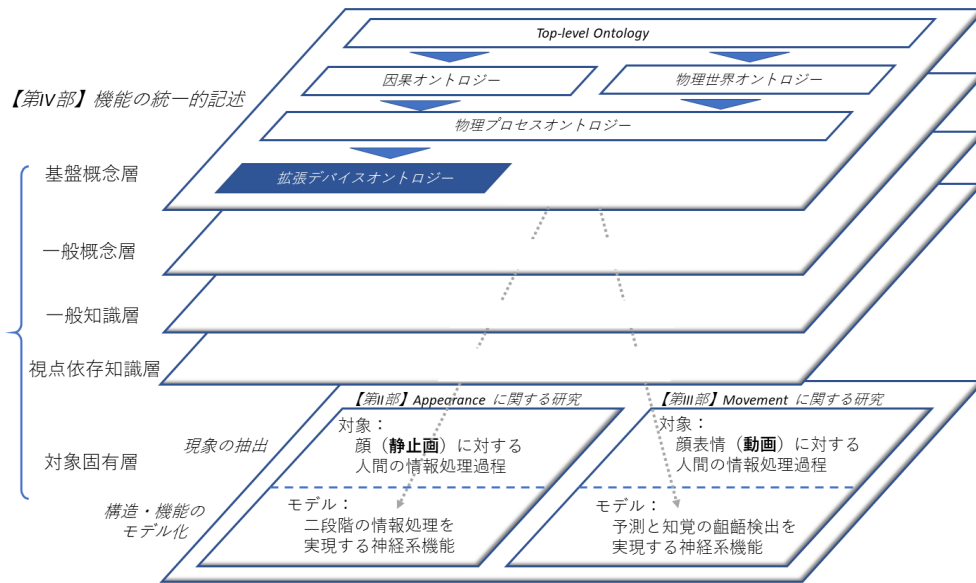 Top-level Ontology
因果オントロジー
物理世界オントロジー
【第IV部】機能の統一的記述
物理プロセスオントロジー
基盤概念層
拡張デバイスオントロジー
一般概念層
一般知識層
視点依存知識層
【第II部】Appearance に関する研究
【第III部】Movement に関する研究
現象の抽出
対象：
顔（静止画）に対する
人間の情報処理過程
対象：
顔表情（動画）に対する
人間の情報処理過程
対象固有層
構造・機能の
モデル化
モデル：
二段階の情報処理を
実現する神経系機能
モデル：
予測と知覚の齟齬検出を
実現する神経系機能